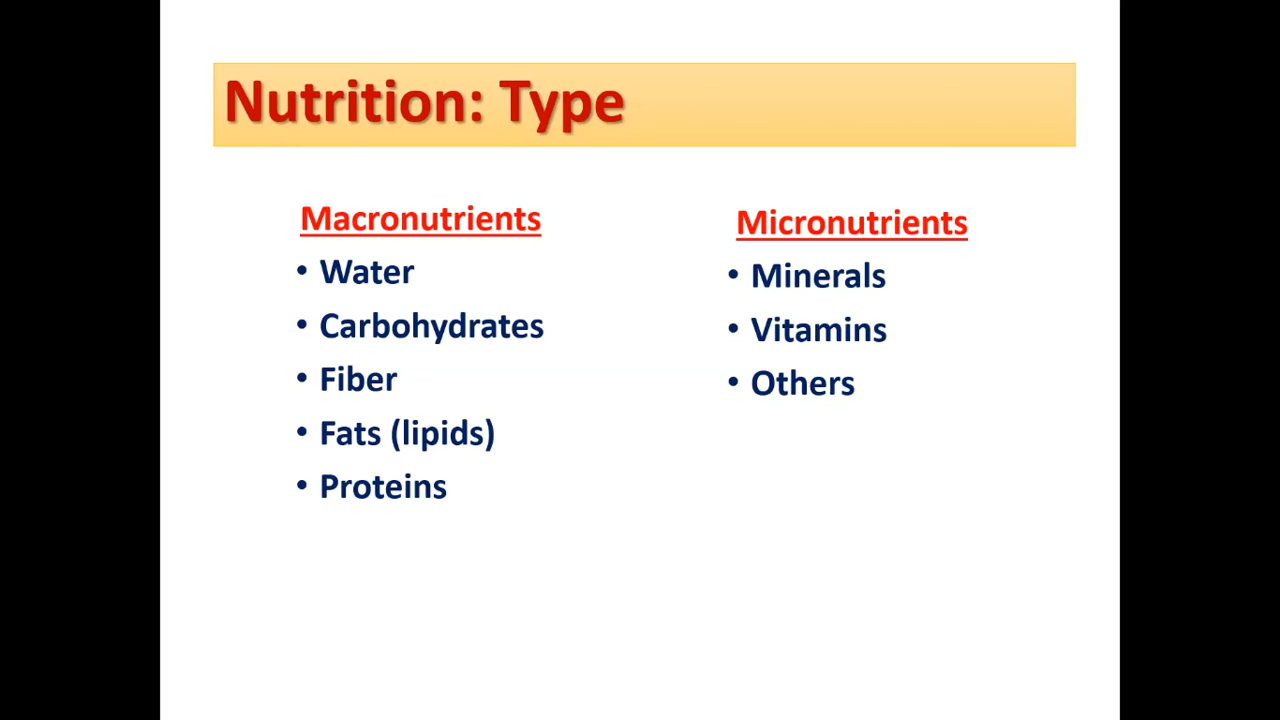 Nutrition: Type
Macronutrients
• Water
• Carbohydrates
• Fiber
• Fats (lipids)
• Proteins
Micronutrients
• Minerals
• Vitamins
• Others